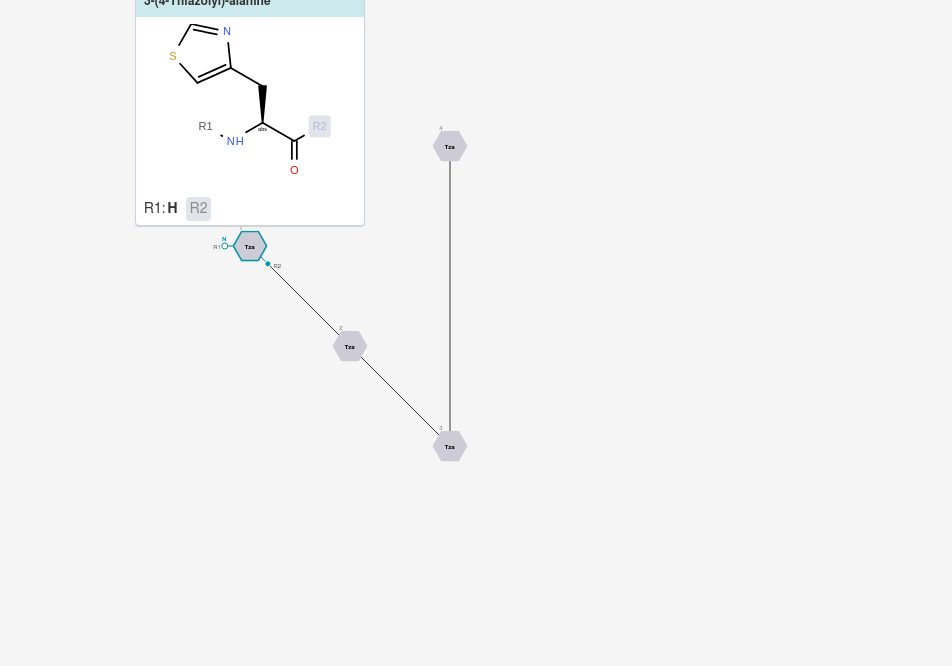 3-(4-Thiazolyl)-alanine
N
S
abs
R1
R2
NH
O
R1: H R2
4
Tza
N
R1
Tza
R2
2
Tza
3
Tza